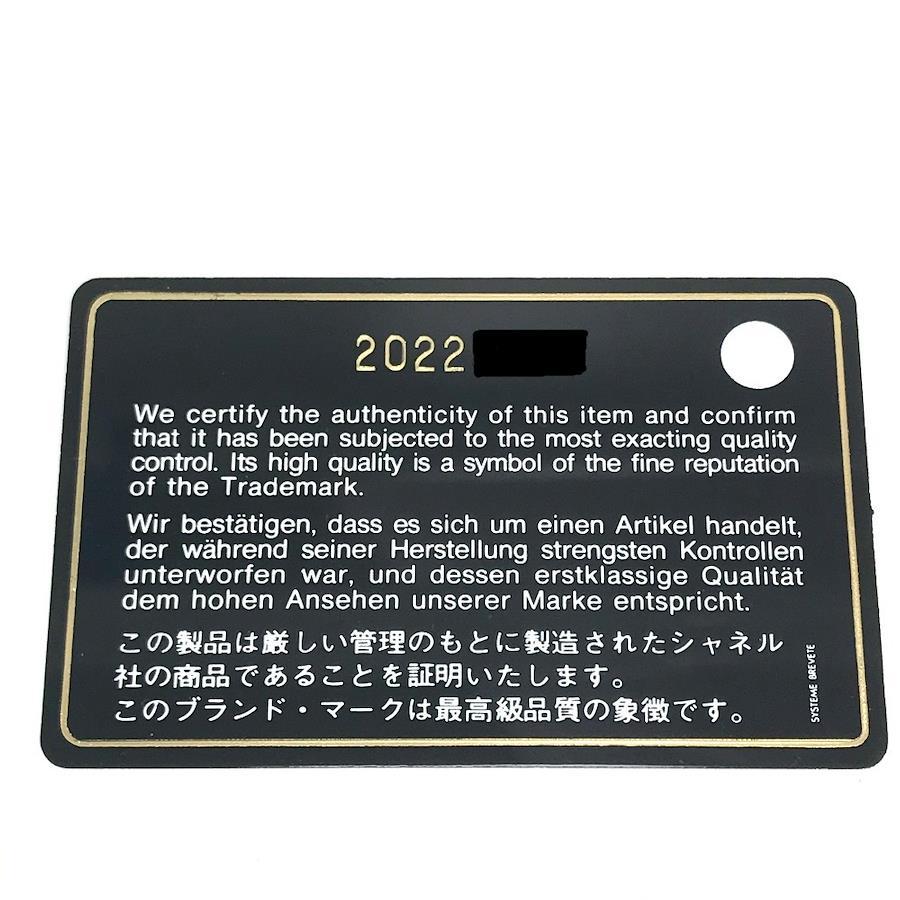 2022
We certify the authenticity of this item and confirm
that it has been subjected to the most exacting quality
control. Its high quality is a symbol of the fine reputation
of the Trademark.
Wir bestätigen, dass es sich um einen Artikel handelt,
der während seiner Herstellung strengsten Kontrollen
unterworfen war, und dessen erstklassige Qualität
dem hohen Ansehen unserer Marke entspricht.
この製品は厳しい管理のもとに製造されたシャネル
社の商品であることを証明いたします。
このブランド・マークは最高級品質の象徴です。
SYSTEME BREVETE